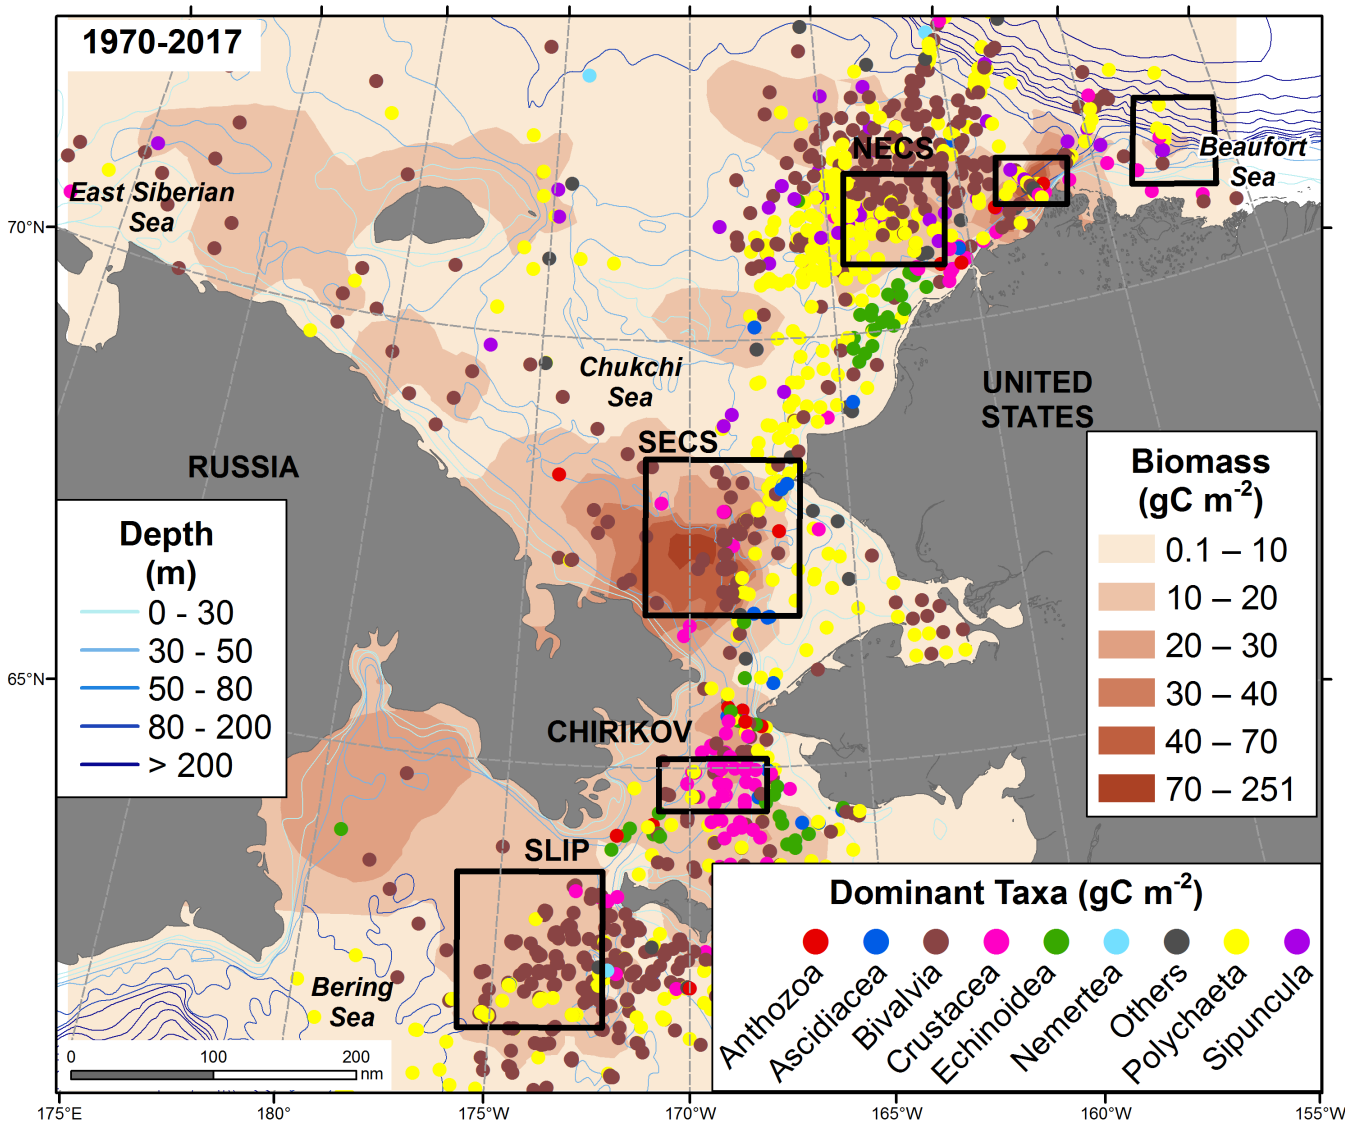 1970-2017
NECS
Beaufort
Sea
East Siberian
Sea
70°N
Chukchi
Sea
UNITED
STATES
SECS
RUSSIA
Biomass
(gC m-2)
0.1 – 10
10 – 20
20 – 30
30 – 40
40 – 70
70 – 251
Depth
(m)
0 - 30
30 - 50
50 - 80
80 - 200
> 200
65°N
CHIRIKOV
SLIP
Dominant Taxa (gC m-2)
Anthozoa
Ascidiacea
Bivalvia
Crustacea
Echinoidea
Nemertea
Others
Polychaeta
Sipuncula
Bering
Sea
0 100 200
nm
175°E 180° 175°W 170°W 165°W 160°W 155°W